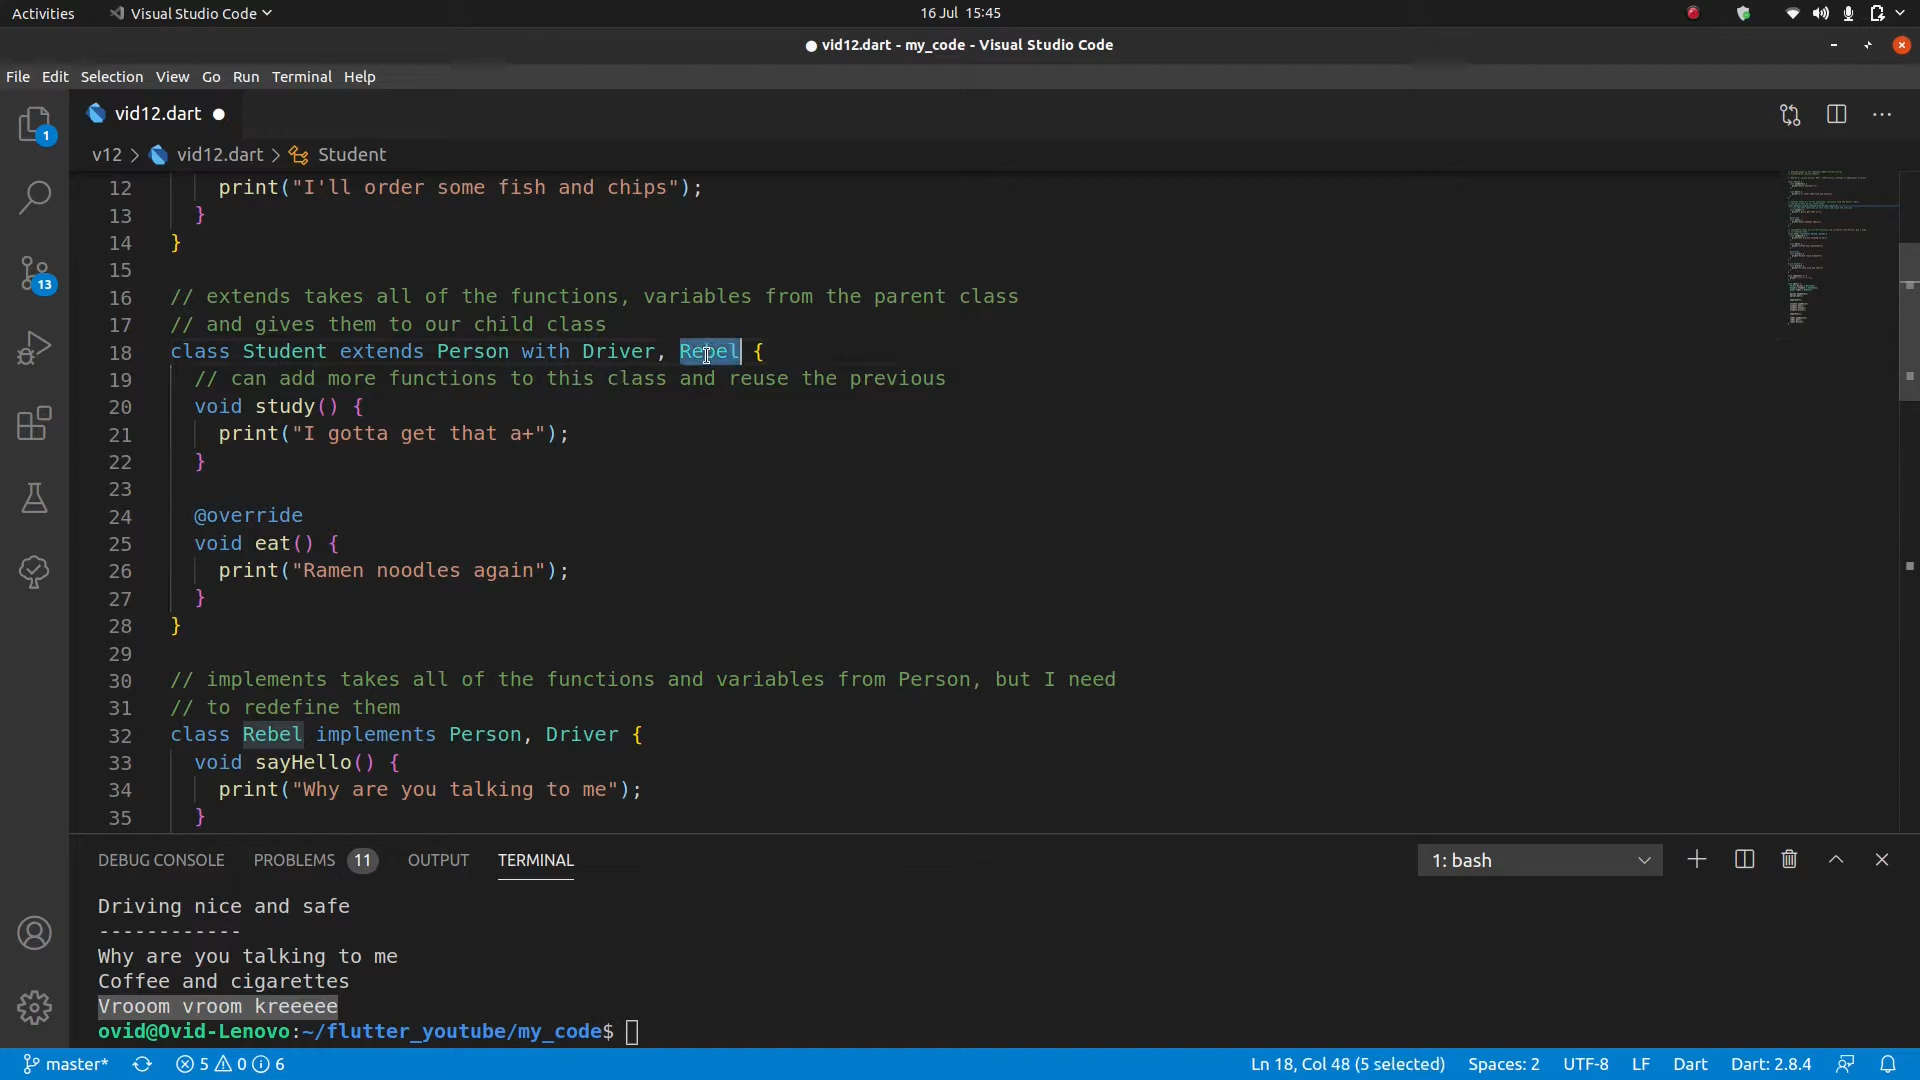 Activities Visual Studio Code 16 Jul 15:45
vid12.dart - my_code - Visual Studio Code
File Edit Selection View Go Run Terminal Help
1 vid12.dart
v12 > vid12.dart > Student
12 print("I'll order some fish and chips");
13 }
14 }
15
16 // extends takes all of the functions, variables from the parent class
17 // and gives them to our child class
18 class Student extends Person with Driver, Rebel {
19 // can add more functions to this class and reuse the previous
20 void study() {
21 print("I gotta get that a+");
22 }
23
24 @override
25 void eat() {
26 print("Ramen noodles again");
27 }
28 }
29
30 // implements takes all of the functions and variables from Person, but I need
31 // to redefine them
32 class Rebel implements Person, Driver {
33 void sayHello() {
34 print("Why are you talking to me");
35 }
13
DEBUG CONSOLE PROBLEMS 11 OUTPUT TERMINAL 1: bash
Driving nice and safe
------------
Why are you talking to me
Coffee and cigarettes
Vrooom vroom kreeeee
ovid@Ovid-Lenovo:~/flutter_youtube/my_code$
master* 5 0 6 Ln 18, Col 48 (5 selected) Spaces: 2 UTF-8 LF Dart Dart: 2.8.4